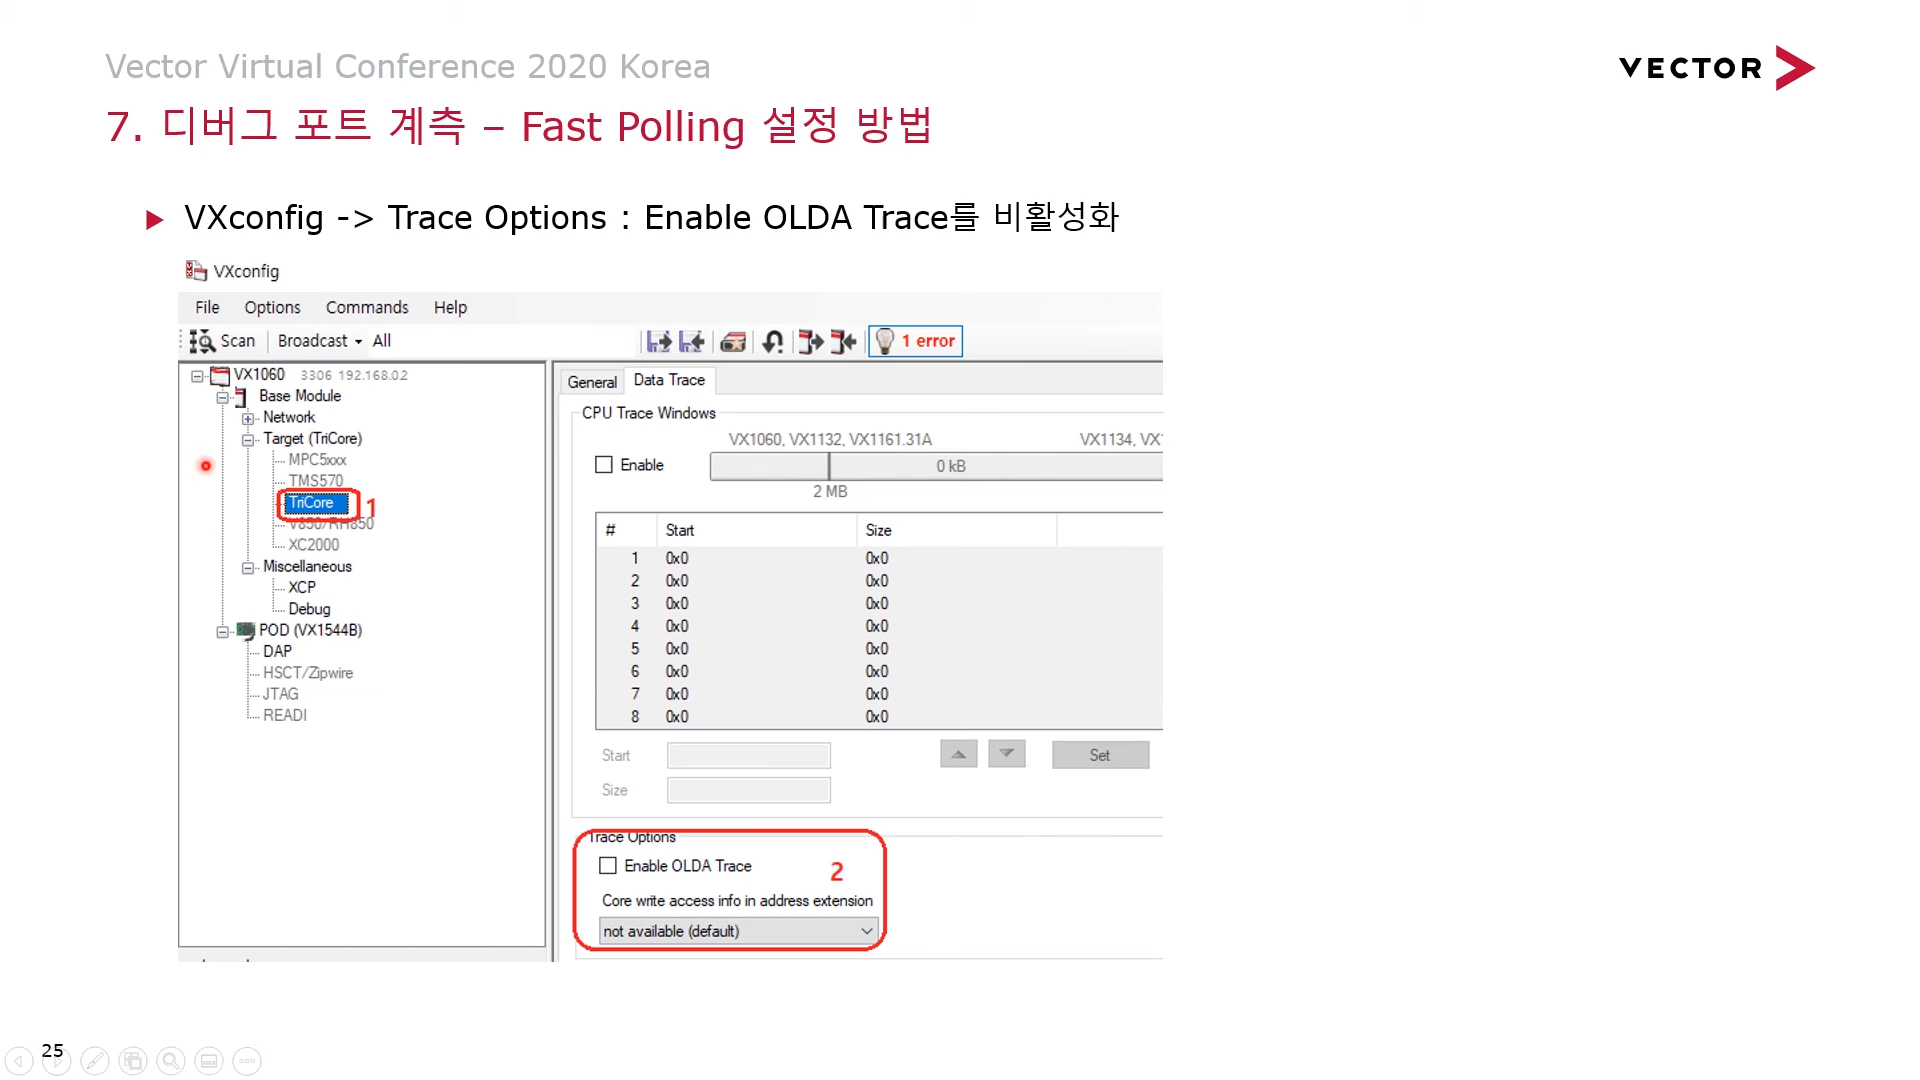 Vector Virtual Conference 2020 Korea
VECTOR
7. 디버그 포트 계측 – Fast Polling 설정 방법
VXconfig -> Trace Options : Enable OLDA Trace를 비활성화
VXconfig
File Options Commands Help
Scan Broadcast All
1 error
VX1060 3306 192.168.0.2
Base Module
Network
Target (TriCore)
MPC5xxx
TMS570
TriCore 1
V850/RH850
XC2000
Miscellaneous
XCP
Debug
POD (VX1544B)
DAP
HSCT/Zipwire
JTAG
READI
General Data Trace
CPU Trace Windows
VX1060, VX1132, VX1161.31A VX1134, VX
Enable 0 kB
2 MB
# Start Size
1 0x0 0x0
2 0x0 0x0
3 0x0 0x0
4 0x0 0x0
5 0x0 0x0
6 0x0 0x0
7 0x0 0x0
8 0x0 0x0
Start Set
Size
Trace Options
Enable OLDA Trace 2
Core write access info in address extension
not available (default)
25